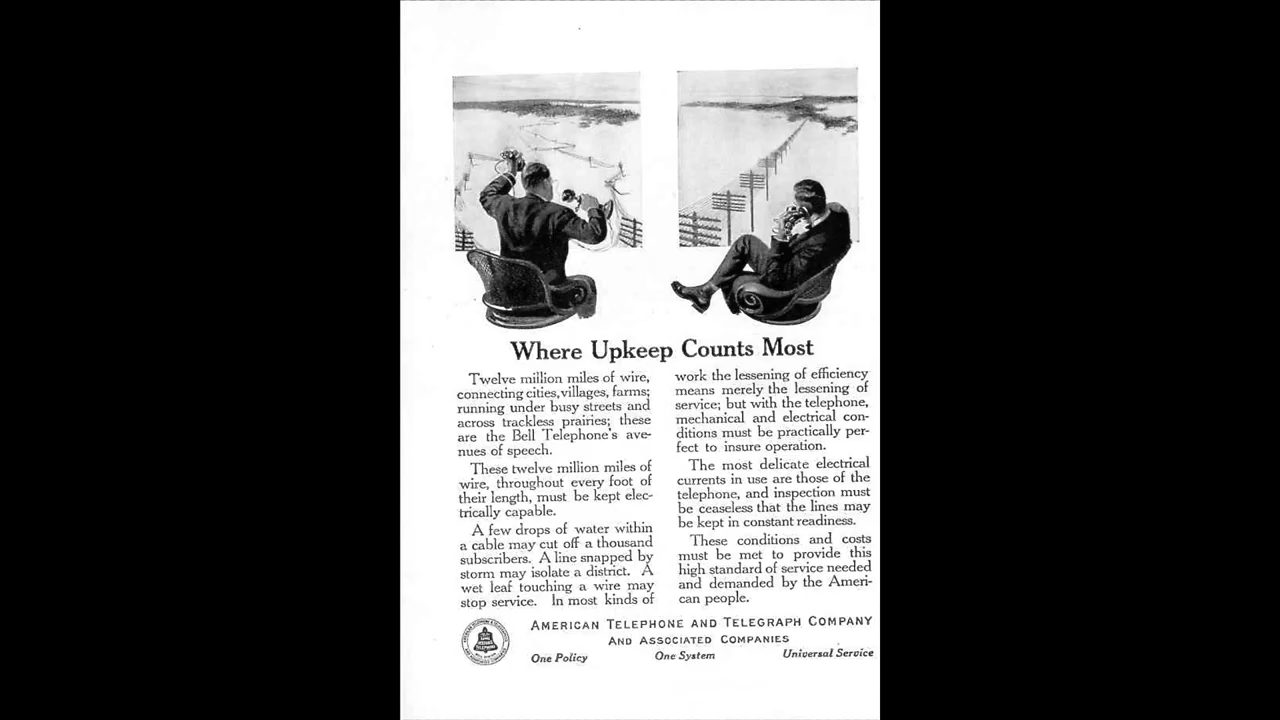 Where Upkeep Counts Most
Twelve million miles of wire,
connecting cities, villages, farms;
running under busy streets and
across trackless prairies; these
are the Bell Telephone's ave-
nues of speech.
These twelve million miles of
wire, throughout every foot of
their length, must be kept elec-
trically capable.
A few drops of water within
a cable may cut off a thousand
subscribers. A line snapped by
storm may isolate a district. A
wet leaf touching a wire may
stop service. In most kinds of
work the lessening of efficiency
means merely the lessening of
service; but with the telephone,
mechanical and electrical con-
ditions must be practically per-
fect to insure operation.
The most delicate electrical
currents in use are those of the
telephone, and inspection must
be ceaseless that the lines may
be kept in constant readiness.
These conditions and costs
must be met to provide this
high standard of service needed
and demanded by the Ameri-
can people.
AMERICAN TELEPHONE AND TELEGRAPH COMPANY
AND ASSOCIATED COMPANIES
One Policy One System Universal Service